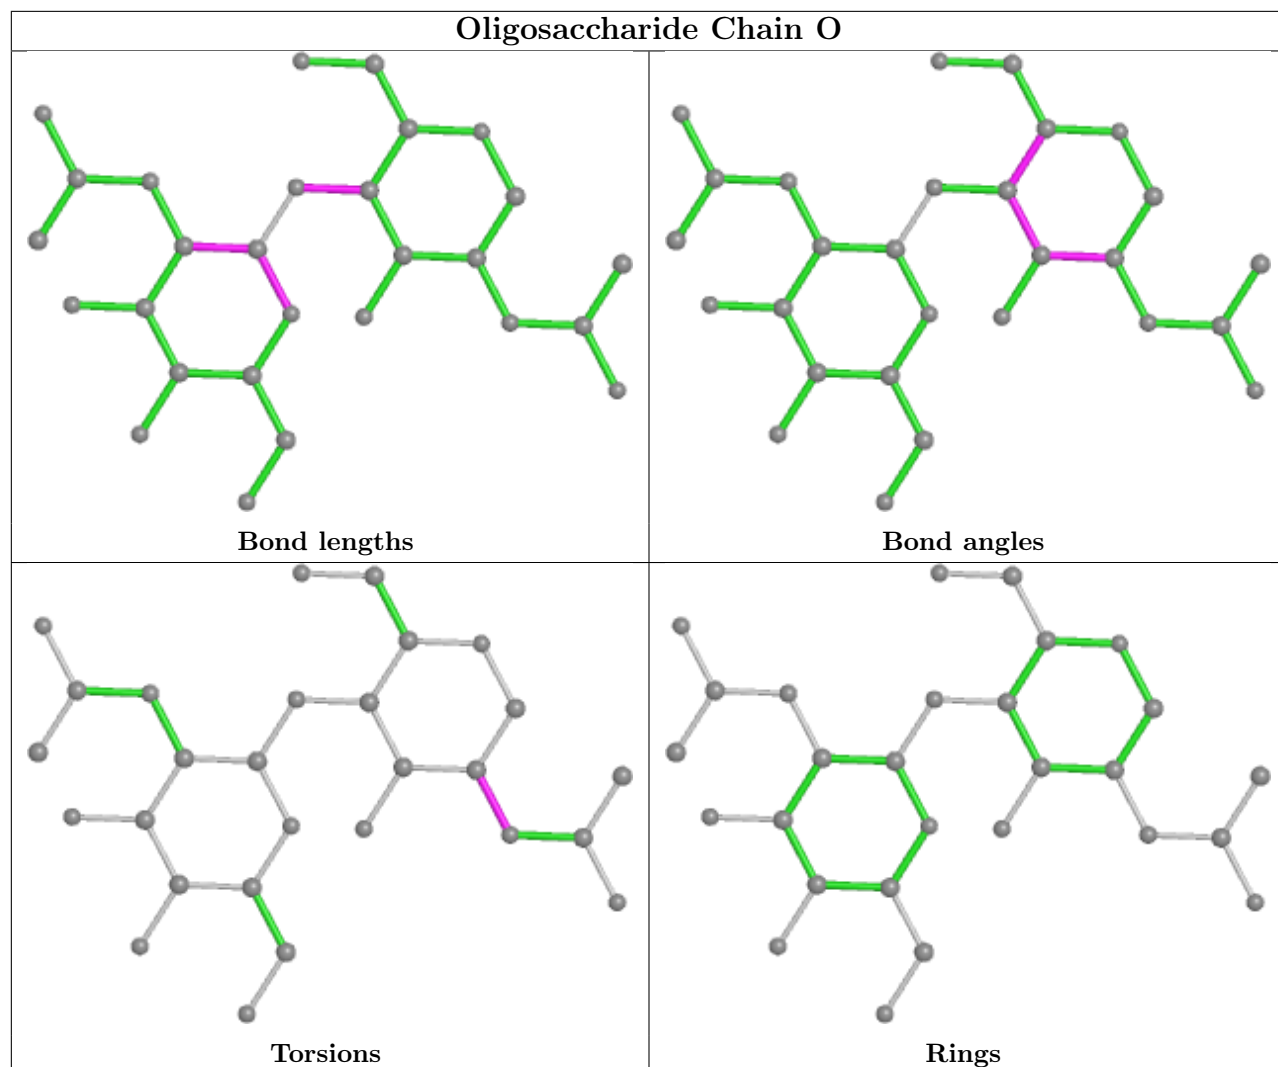 Oligosaccharide Chain O
Bond lengths
Bond angles
Torsions
Rings